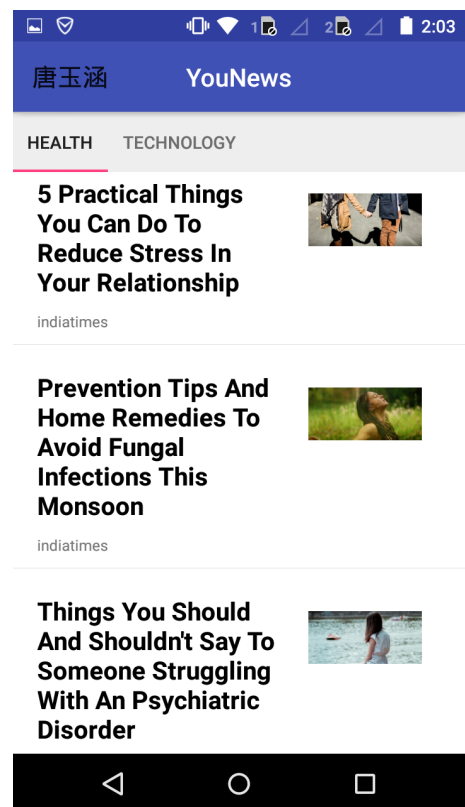 1 2 2:03
唐玉涵 YouNews
HEALTH TECHNOLOGY
5 Practical Things
You Can Do To
Reduce Stress In
Your Relationship
indiatimes
Prevention Tips And
Home Remedies To
Avoid Fungal
Infections This
Monsoon
indiatimes
Things You Should
And Shouldn't Say To
Someone Struggling
With An Psychiatric
Disorder